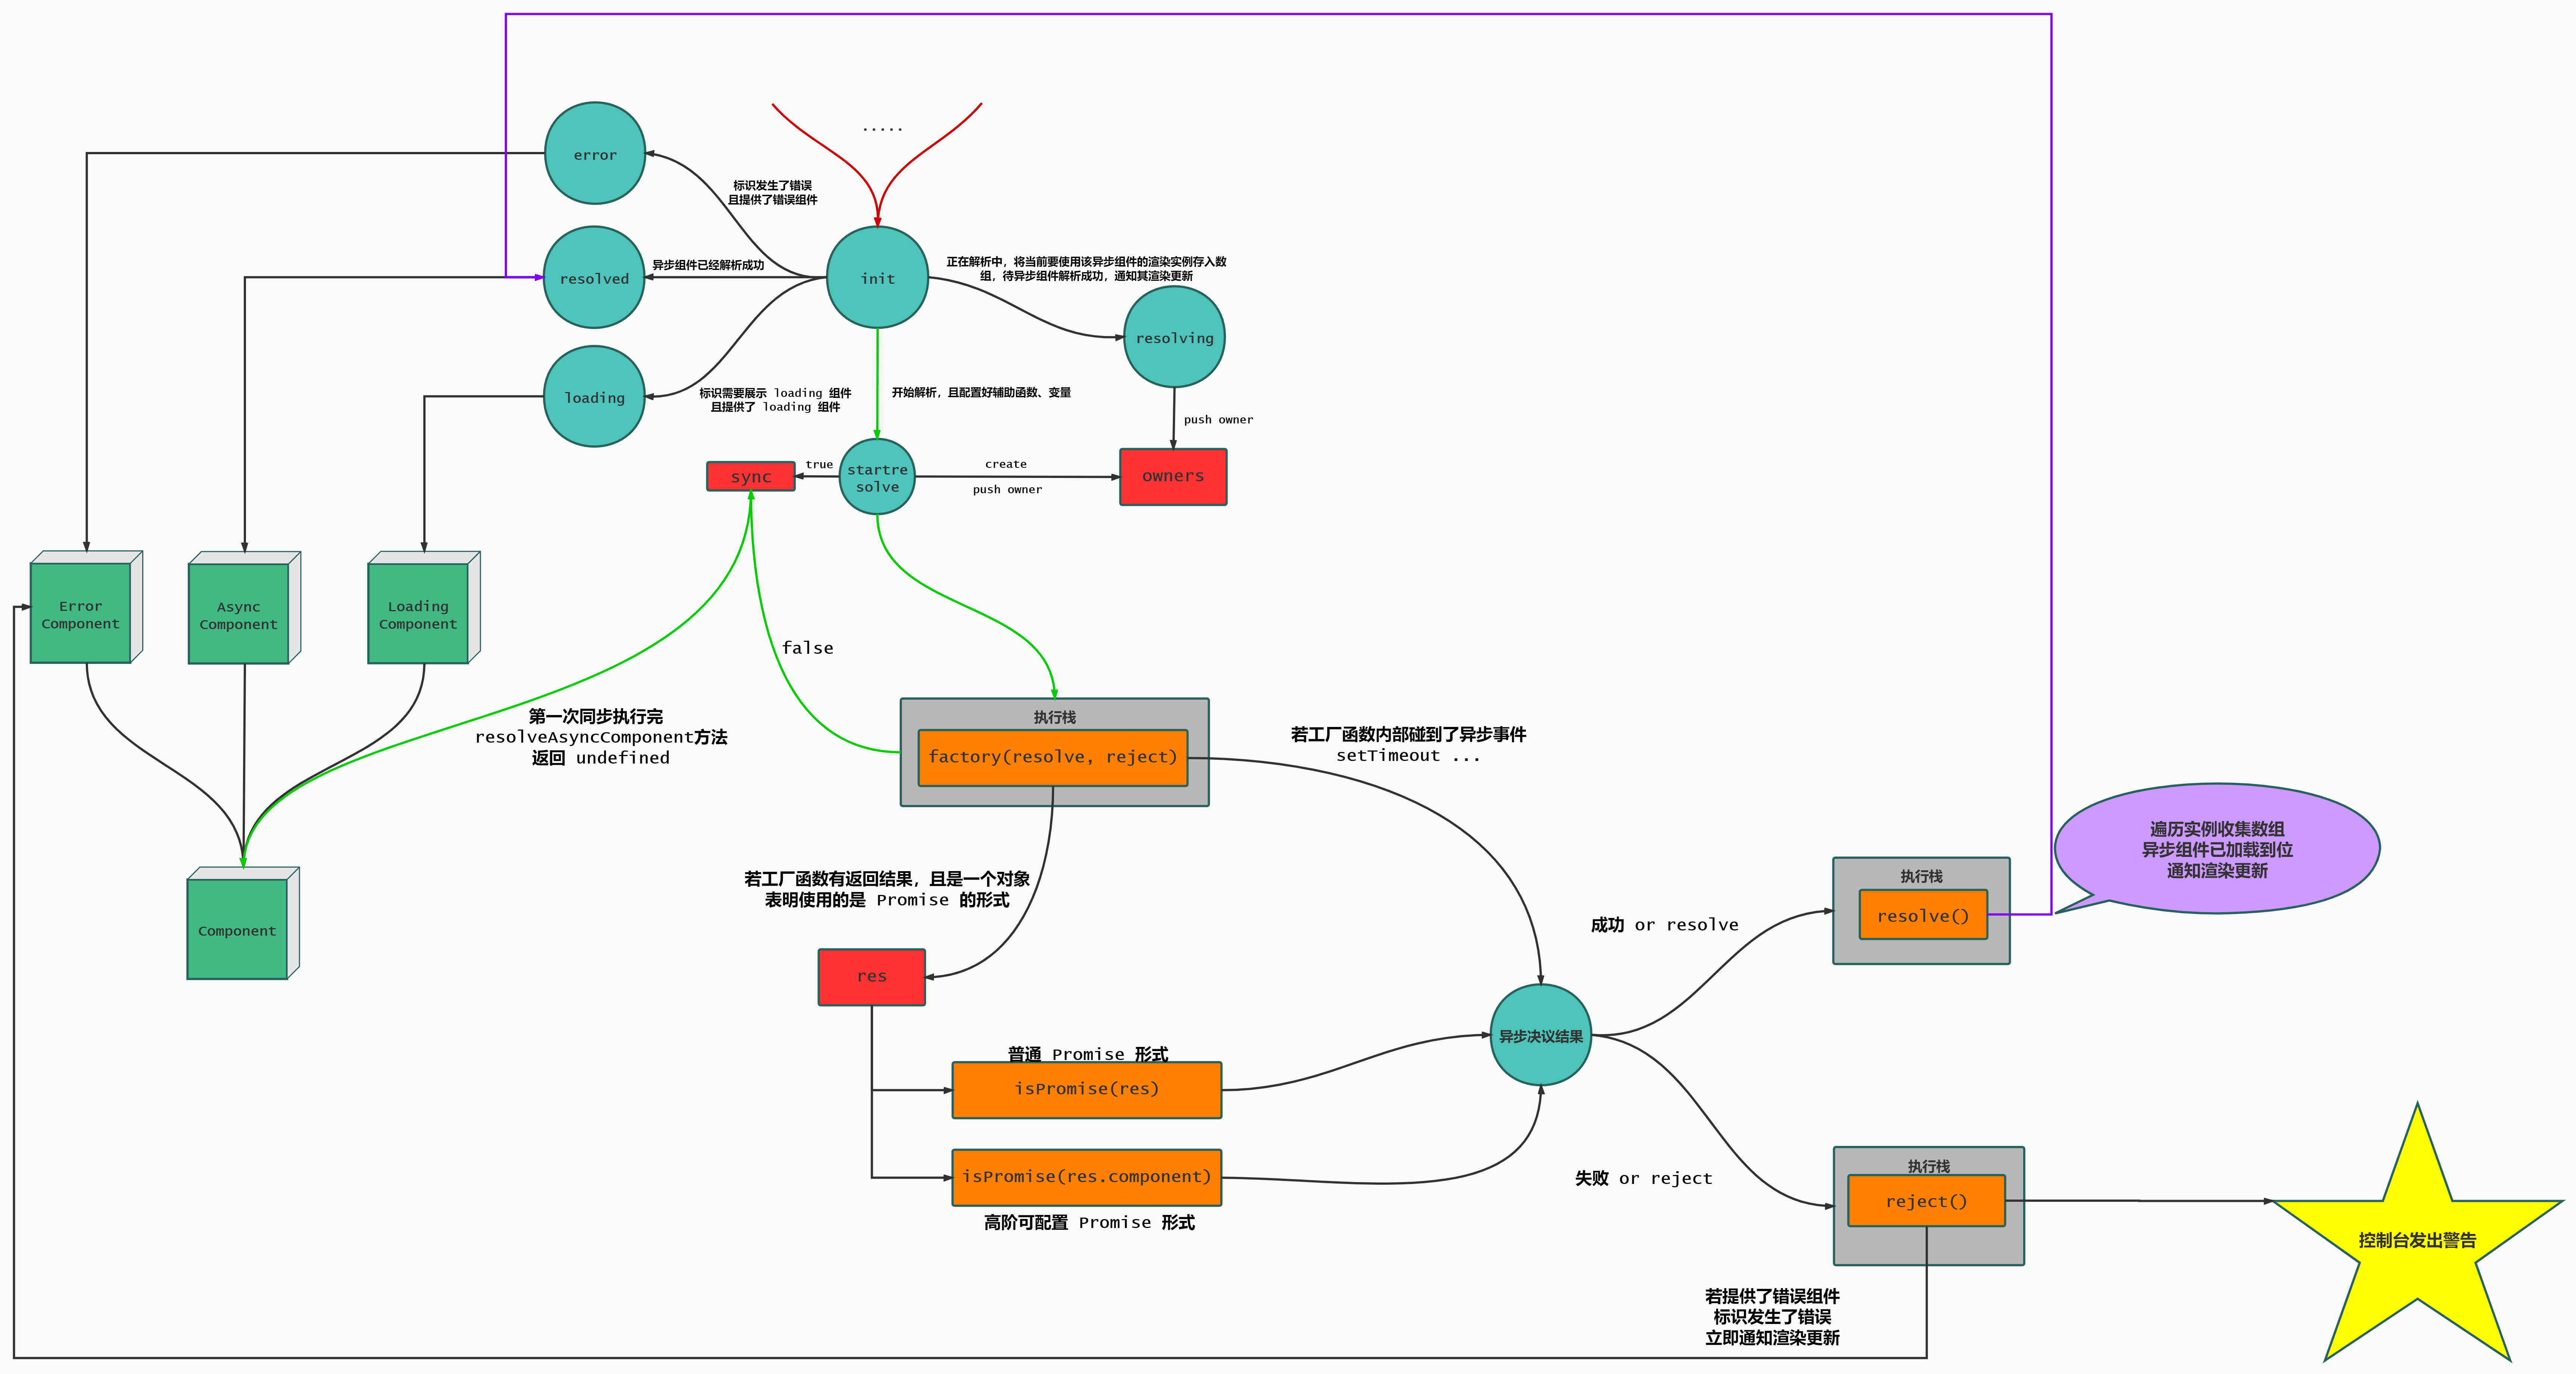 .....
error
标识发生了错误
且提供了错误组件
resolved
异步组件已经解析成功
init
正在解析中，将当前要使用该异步组件的渲染实例存入数
组，待异步组件解析成功，通知其渲染更新
resolving
loading
标识需要展示 loading 组件
且提供了 loading 组件
开始解析，且配置好辅助函数、变量
push owner
sync
true
startre
solve
create
push owner
owners
Error
Component
Async
Component
Loading
Component
false
第一次同步执行完
resolveAsyncComponent方法
返回 undefined
执行栈
factory(resolve, reject)
若工厂函数内部碰到了异步事件
setTimeout ...
遍历实例收集数组
异步组件已加载到位
通知渲染更新
若工厂函数有返回结果，且是一个对象
表明使用的是 Promise 的形式
执行栈
resolve()
成功 or resolve
Component
res
异步决议结果
普通 Promise 形式
isPromise(res)
isPromise(res.component)
高阶可配置 Promise 形式
失败 or reject
执行栈
reject()
控制台发出警告
若提供了错误组件
标识发生了错误
立即通知渲染更新